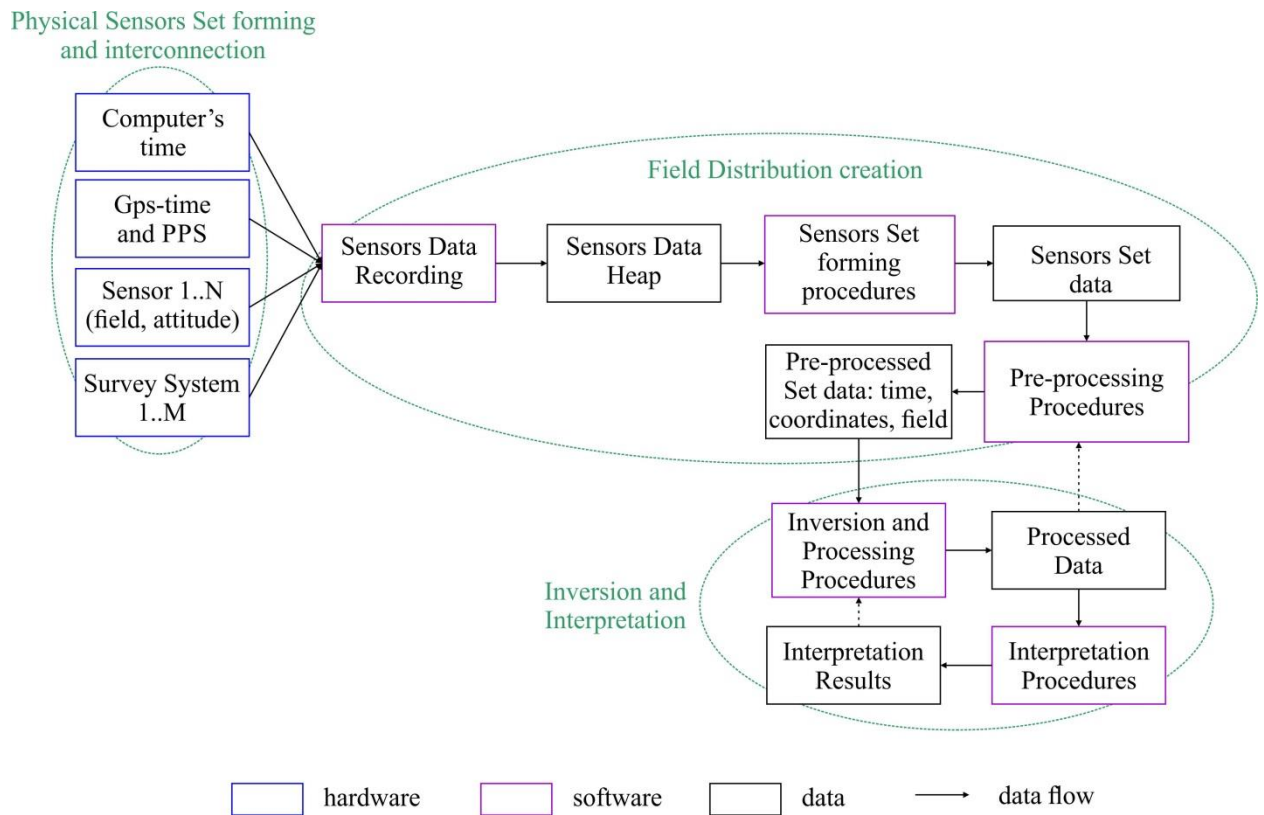 Physical Sensors Set forming
and interconnection
Computer's
time
Gps-time
and PPS
Sensor 1..N
(field, attitude)
Survey System
1..M
Field Distribution creation
Sensors Data
Recording
Sensors Data
Heap
Sensors Set
forming
procedures
Sensors Set
data
Pre-processed
Set data: time,
coordinates, field
Pre-processing
Procedures
Inversion and
Processing
Procedures
Processed
Data
Inversion and
Interpretation
Interpretation
Results
Interpretation
Procedures
hardware
software
data
data flow